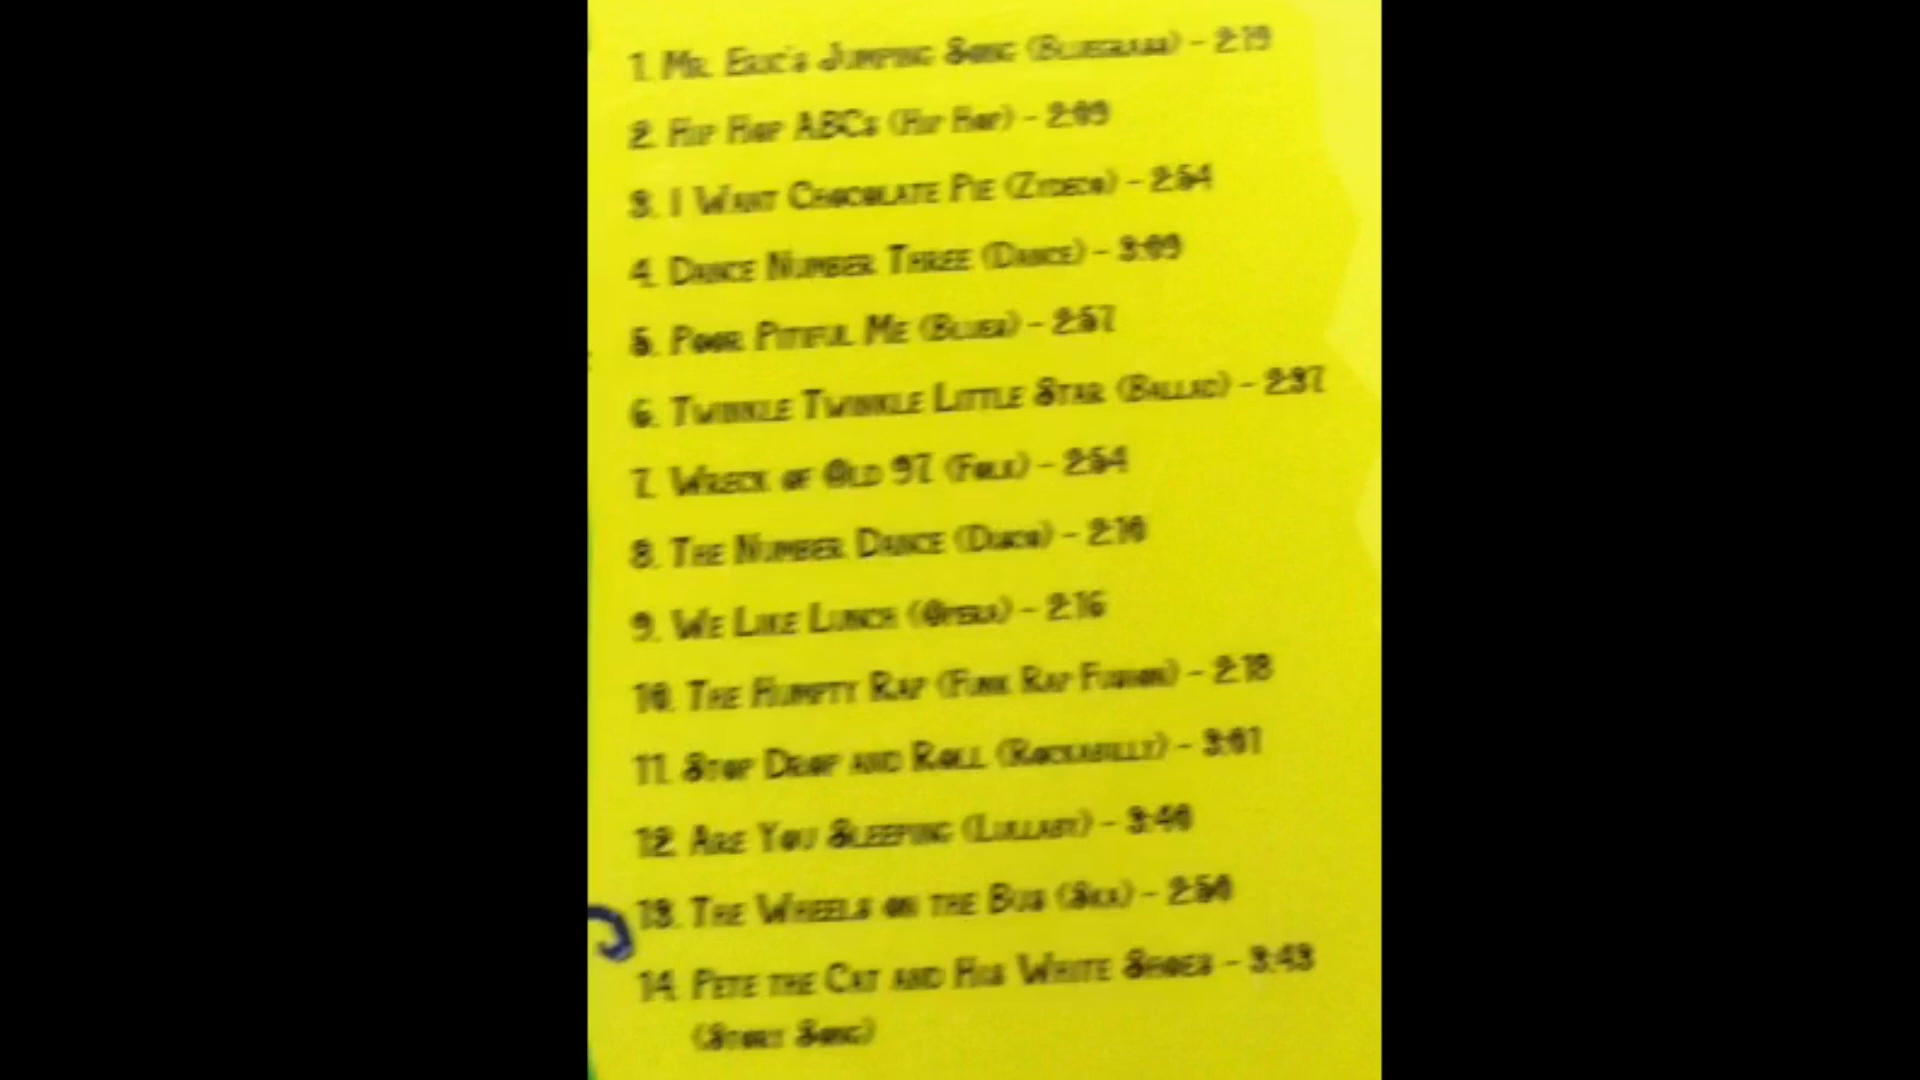 1. Mr. Eric's Jumping Song (Bluegrass) - 2:19
2. Hip Hop ABCs (Hip Hop) - 2:09
3. I Want Chocolate Pie (Zydeco) - 2:54
4. Dance Number Three (Dance) - 3:09
5. Poor Pitiful Me (Blues) - 2:57
6. Twinkle Twinkle Little Star (Ballad) - 2:37
7. Wreck of Old 97 (Folk) - 2:54
8. The Number Dance (Disco) - 2:10
9. We Like Lunch (Opera) - 2:16
10. The Humpty Rap (Funk Rap Fusion) - 2:18
11. Stop Drop and Roll (Rockabilly) - 3:01
12. Are You Sleeping (Lullaby) - 3:40
13. The Wheels on the Bus (Ska) - 2:50
14. Pete the Cat and His White Shoes - 3:43
(Story Song)